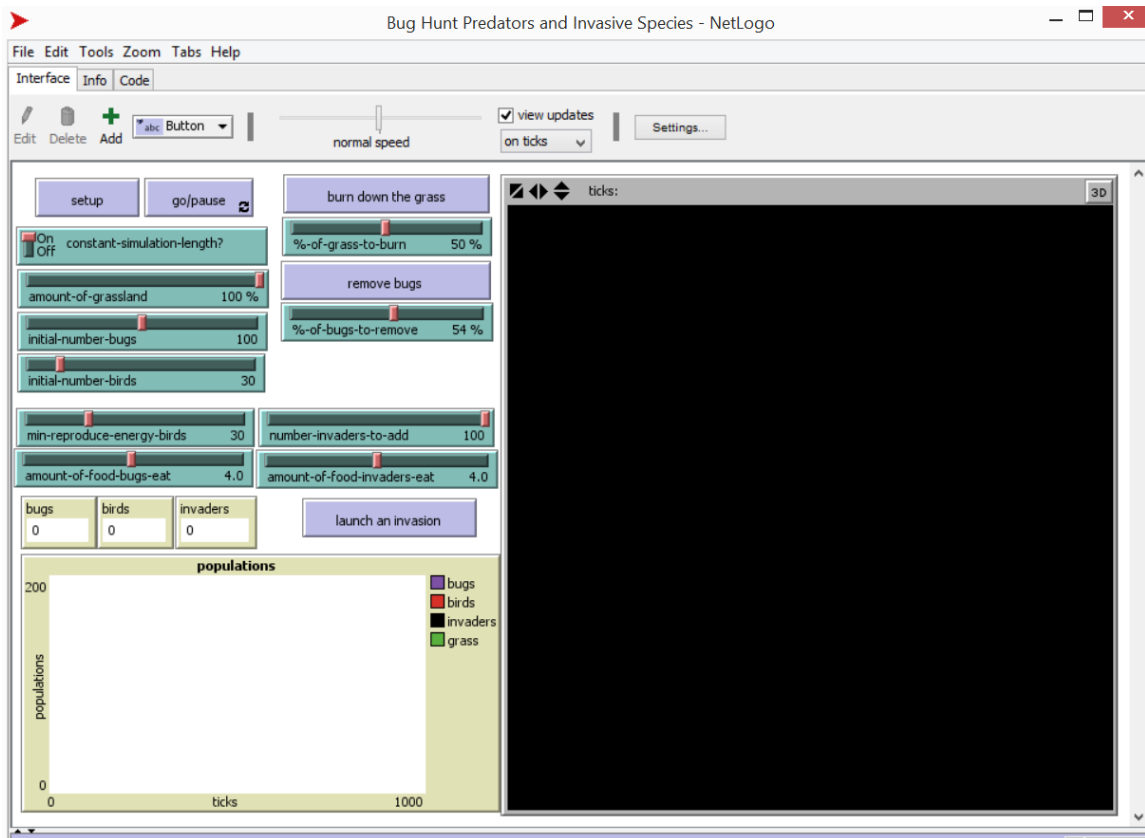 Bug Hunt Predators and Invasive Species - NetLogo
File Edit Tools Zoom Tabs Help
Interface Info Code
Edit Delete Add abc Button normal speed view updates on ticks Settings...
setup go/pause
constant-simulation-length? On Off
amount-of-grassland 100 %
initial-number-bugs 100
initial-number-birds 30
burn down the grass
%-of-grass-to-burn 50 %
remove bugs
%-of-bugs-to-remove 54 %
min-reproduce-energy-birds 30
number-invaders-to-add 100
amount-of-food-bugs-eat 4.0
amount-of-food-invaders-eat 4.0
bugs birds invaders
0 0 0
launch an invasion
populations
200
populations
0
0 ticks 1000
bugs
birds
invaders
grass
ticks: 3D